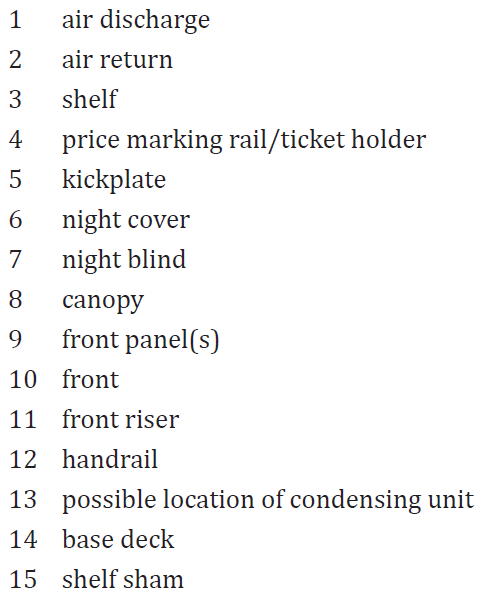 1 air discharge
2 air return
3 shelf
4 price marking rail/ticket holder
5 kickplate
6 night cover
7 night blind
8 canopy
9 front panel(s)
10 front
11 front riser
12 handrail
13 possible location of condensing unit
14 base deck
15 shelf sham